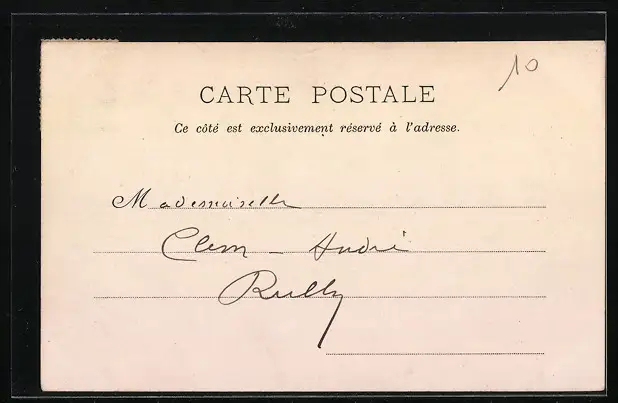 10
CARTE POSTALE
Ce côté est exclusivement réservé à l'adresse.
Mademoiselle
Clem - André
Rully